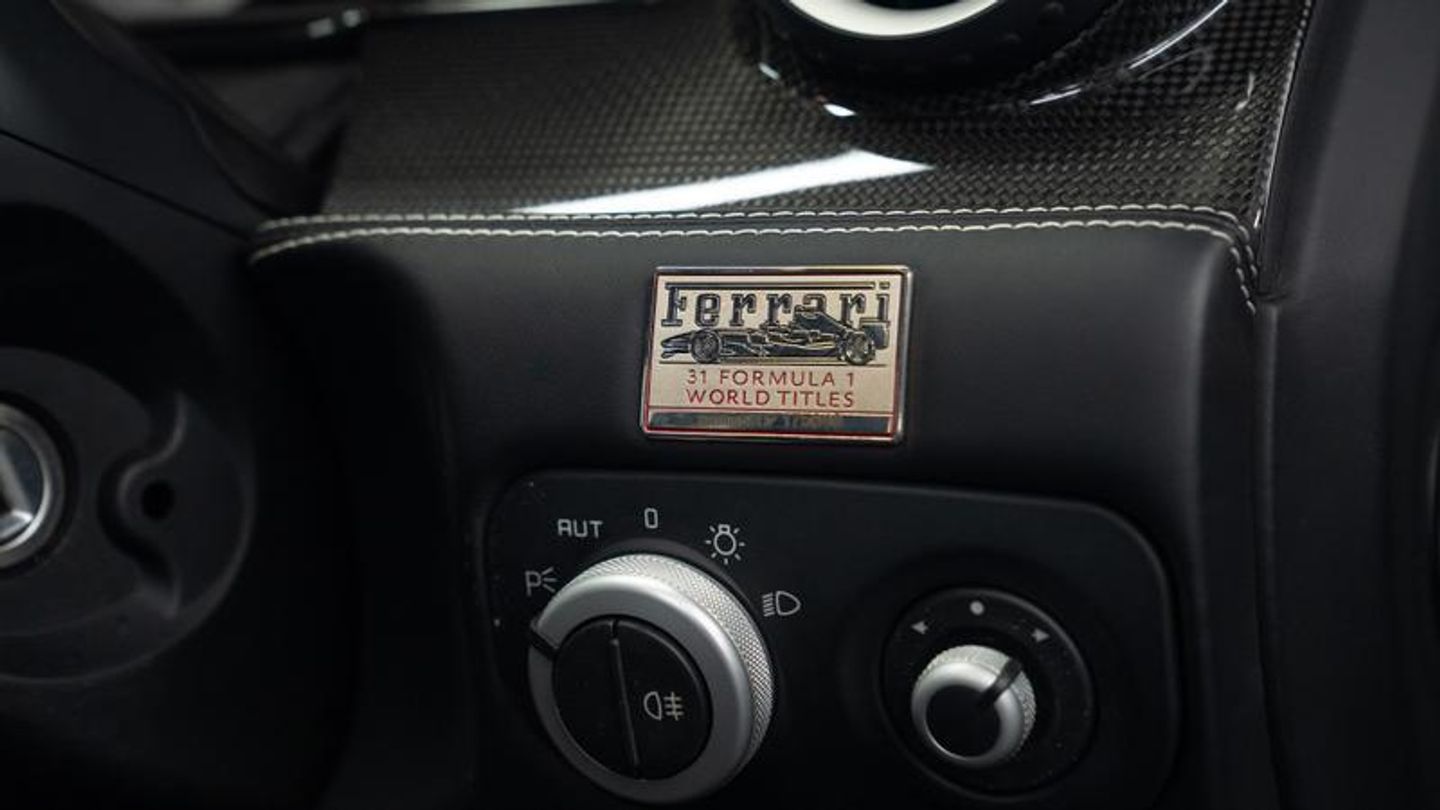 Ferrari
31 FORMULA 1
WORLD TITLES
AUT
0
P